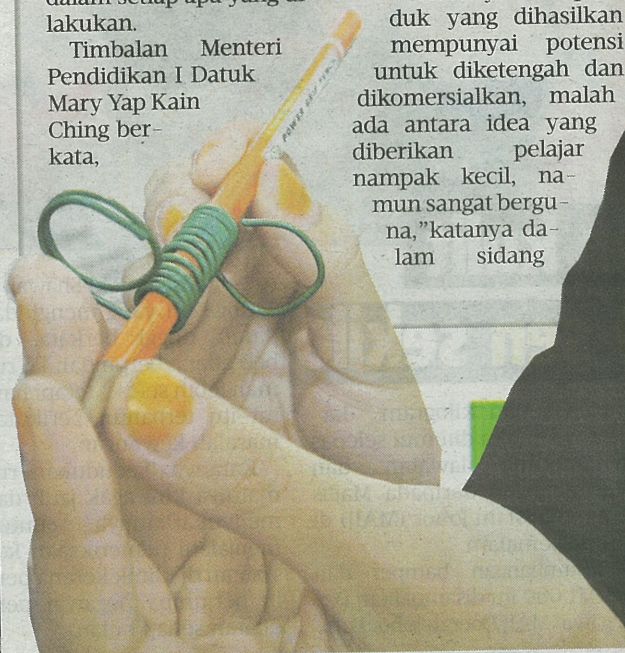 lakukan.
Timbalan Menteri
Pendidikan I Datuk
Mary Yap Kain
Ching ber-
kata,
duk yang dihasilkan
mempunyai potensi
untuk diketengah dan
dikomersialkan, malah
ada antara idea yang
diberikan pelajar
nampak kecil, na-
mun sangat bergu-
na,"katanya da-
lam sidang